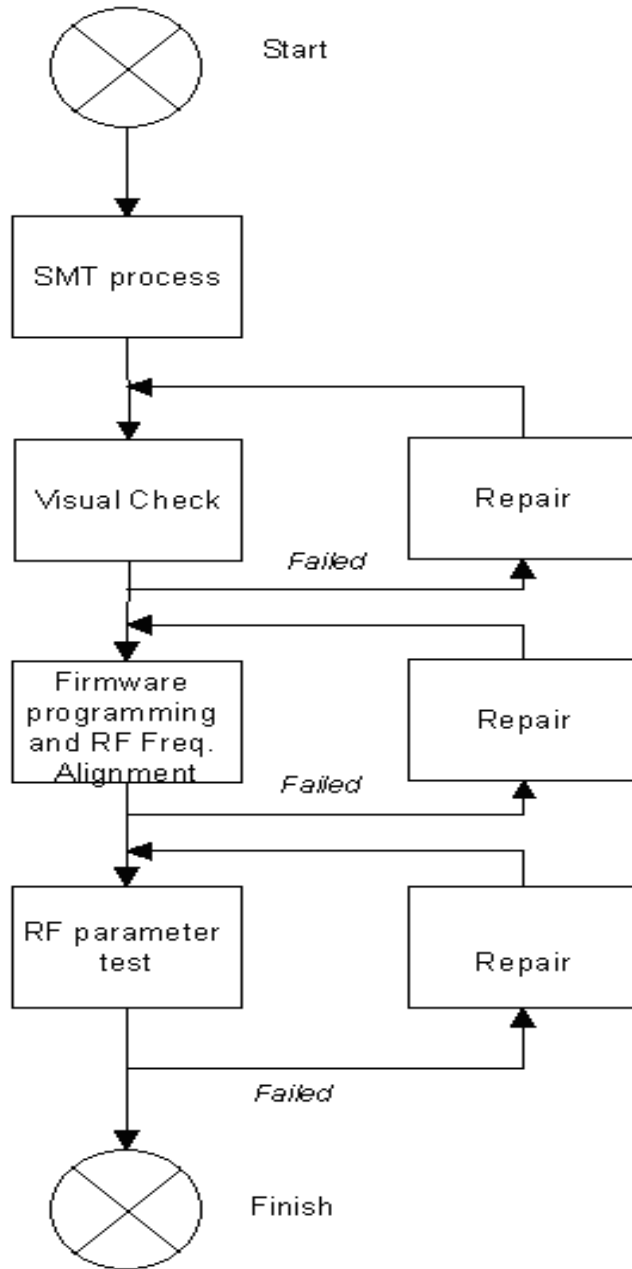 Start
SMT process
Visual Check
Repair
Failed
Firmware
programming
and RF Freq.
Alignment
Repair
Failed
RF parameter
test
Repair
Failed
Finish